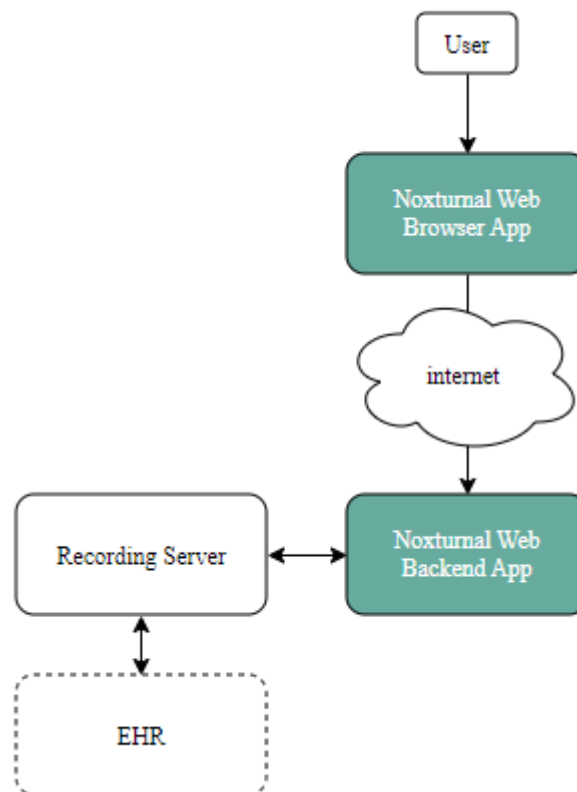 User
Noxturnal Web
Browser App
internet
Noxturnal Web
Backend App
Recording Server
EHR